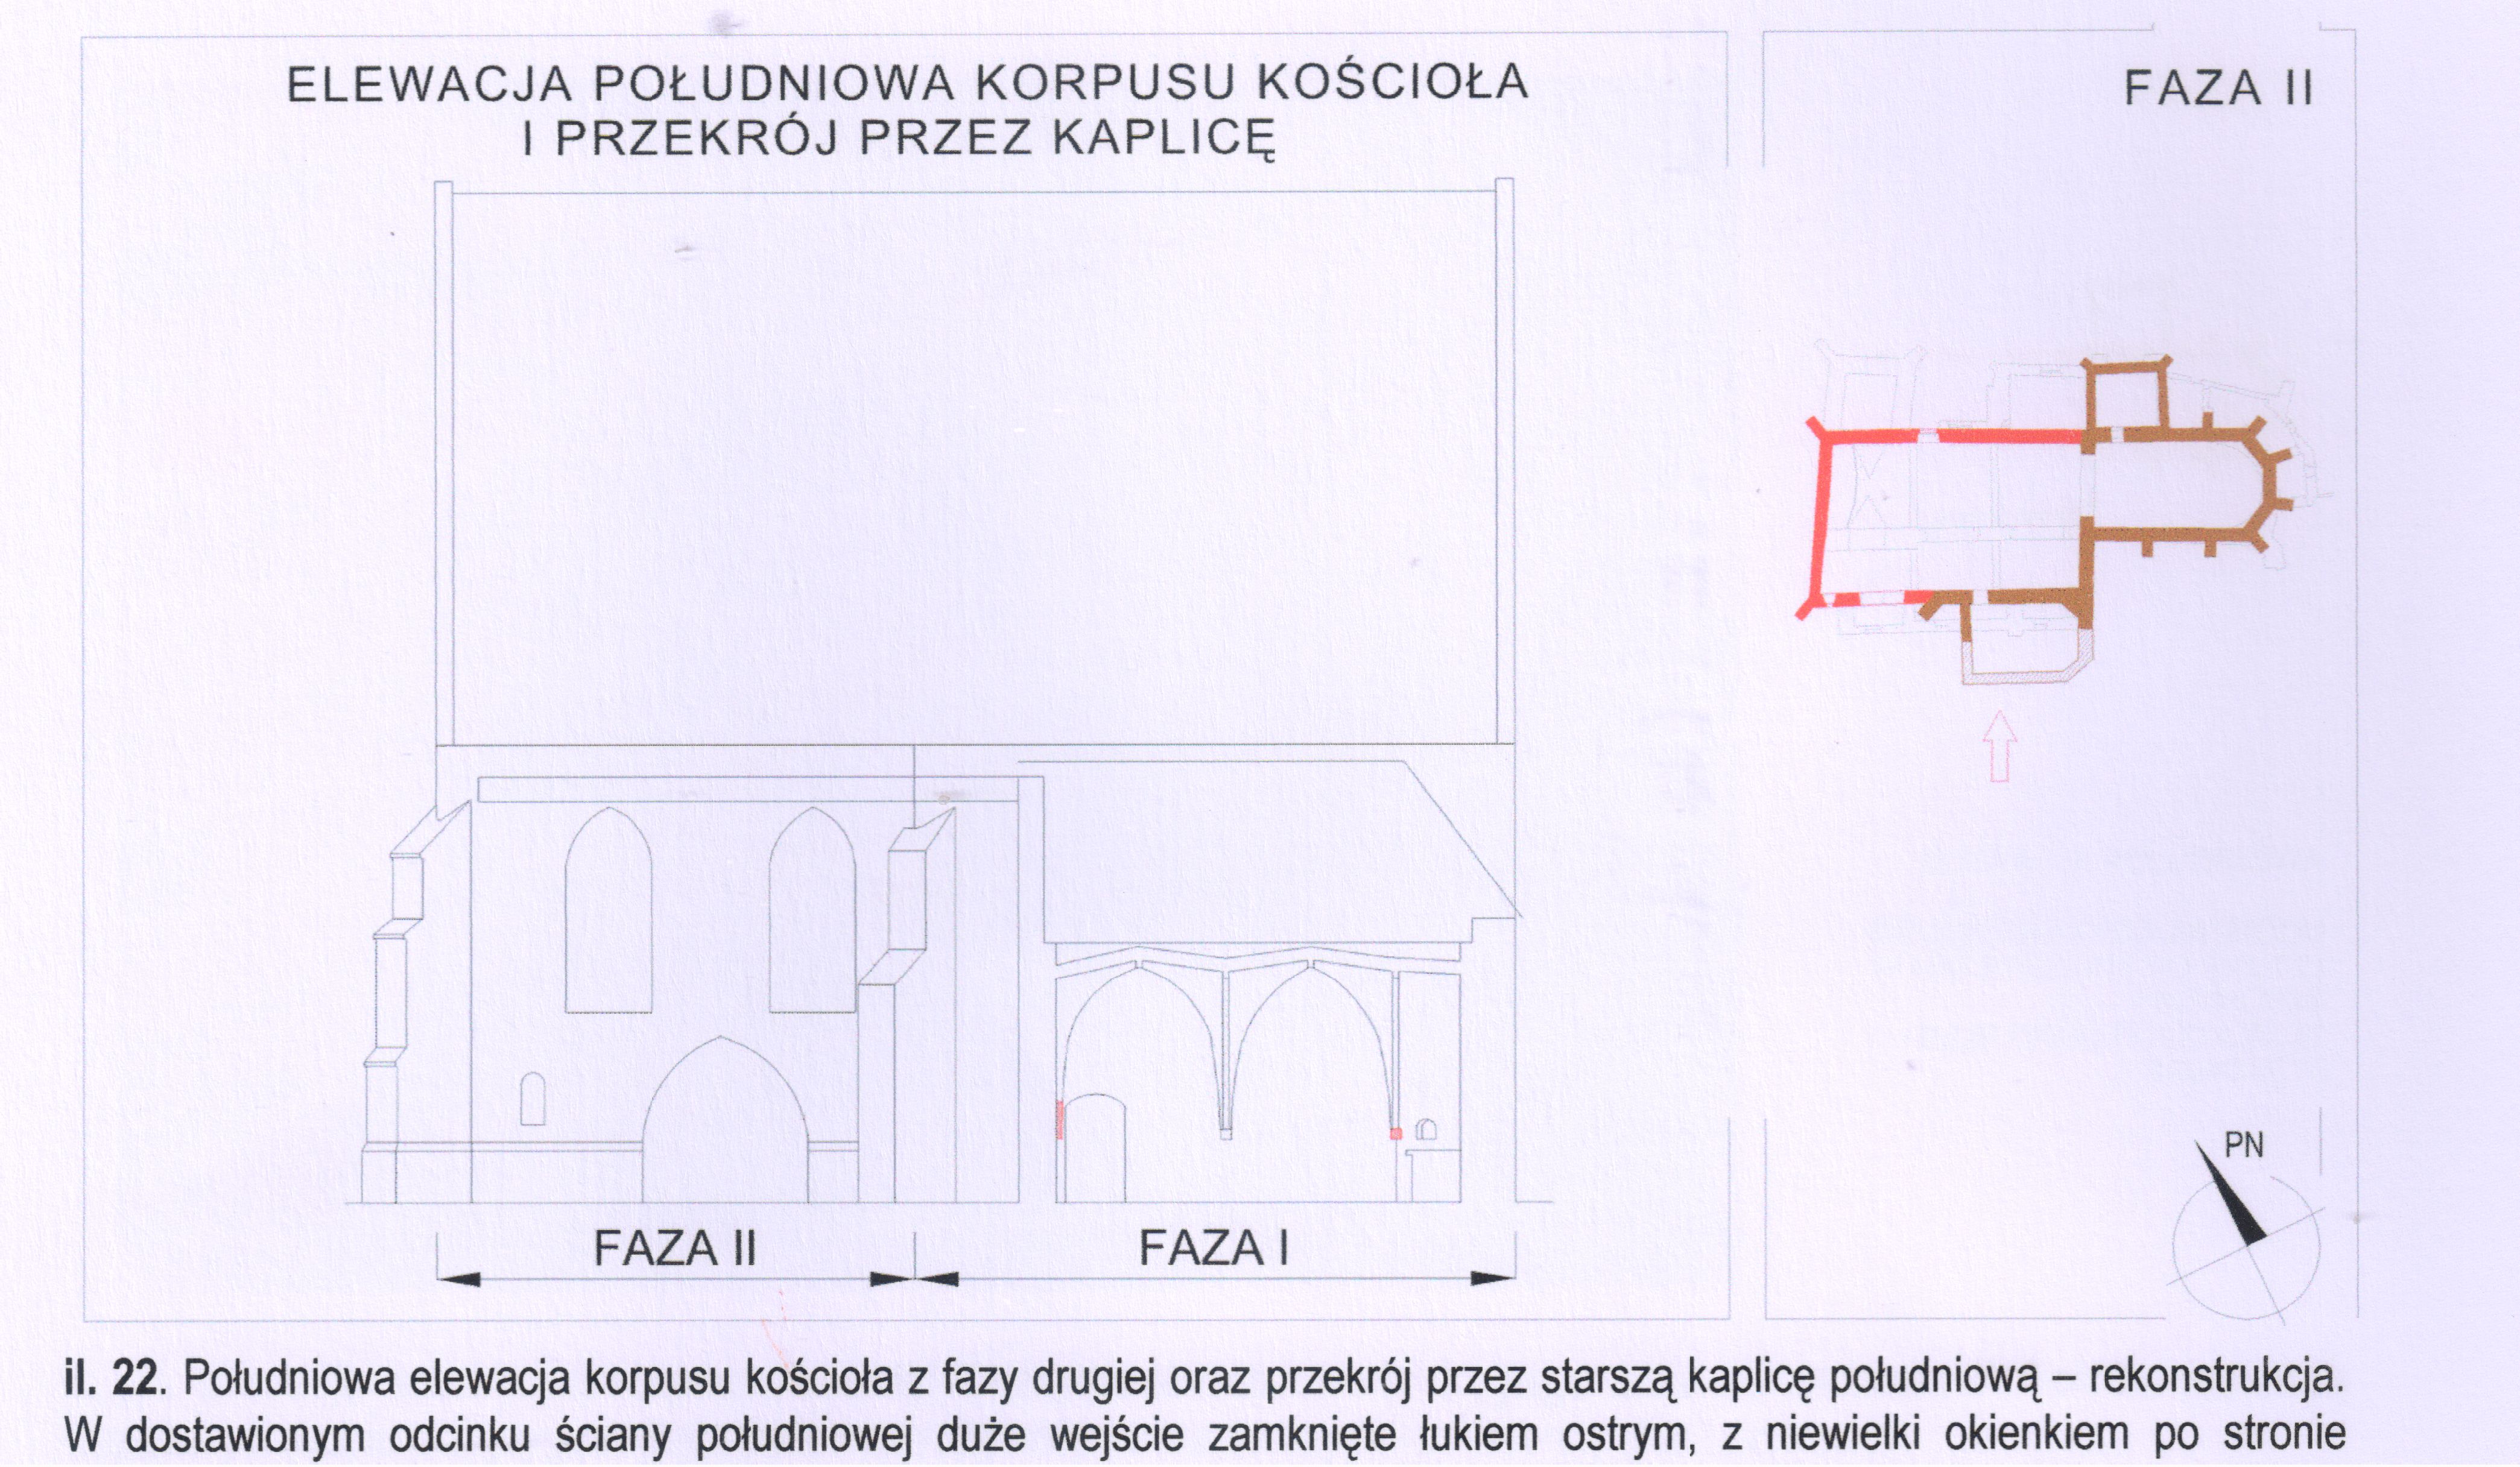 ELEWACJA POŁUDNIOWA KORPUSU KOŚCIOŁA
I PRZEKRÓJ PRZEZ KAPLICĘ
FAZA II
PN
FAZA II
FAZA I
il. 22. Południowa elewacja korpusu kościoła z fazy drugiej oraz przekrój przez starszą kaplicę południową – rekonstrukcja.
W dostawionym odcinku ściany południowej duże wejście zamknięte łukiem ostrym, z niewielki okienkiem po stronie